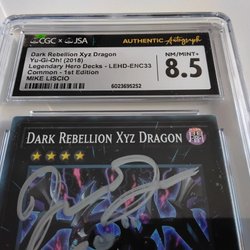 CGC × JSA
AUTHENTIC Autograph
Dark Rebellion Xyz Dragon
Yu-Gi-Oh! (2018)
Legendary Hero Decks - LEHD-ENC33
Common - 1st Edition
MIKE LISCIO
NM/MINT+
8.5
6023695252
DARK REBELLION XYZ DRAGON